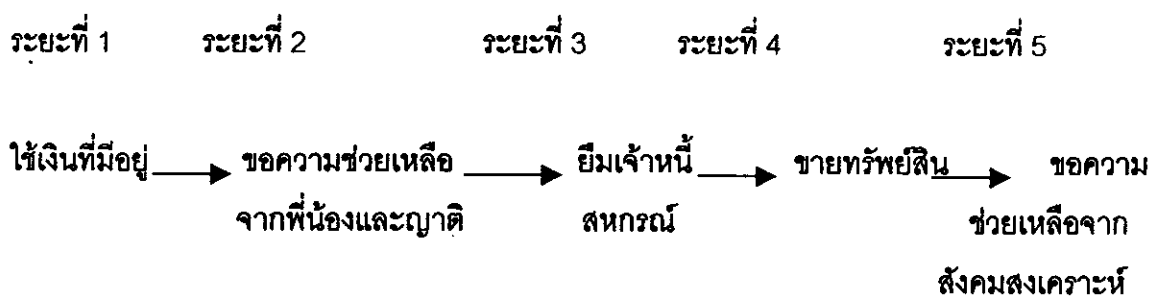 ระยะที่ 1 ระยะที่ 2 ระยะที่ 3 ระยะที่ 4 ระยะที่ 5
ใช้เงินที่มีอยู่ ขอความช่วยเหลือ ยืมเจ้าหนี้ ขายทรัพย์สิน ขอความ
จากพี่น้องและญาติ สหกรณ์ ช่วยเหลือจาก
สังคมสงเคราะห์